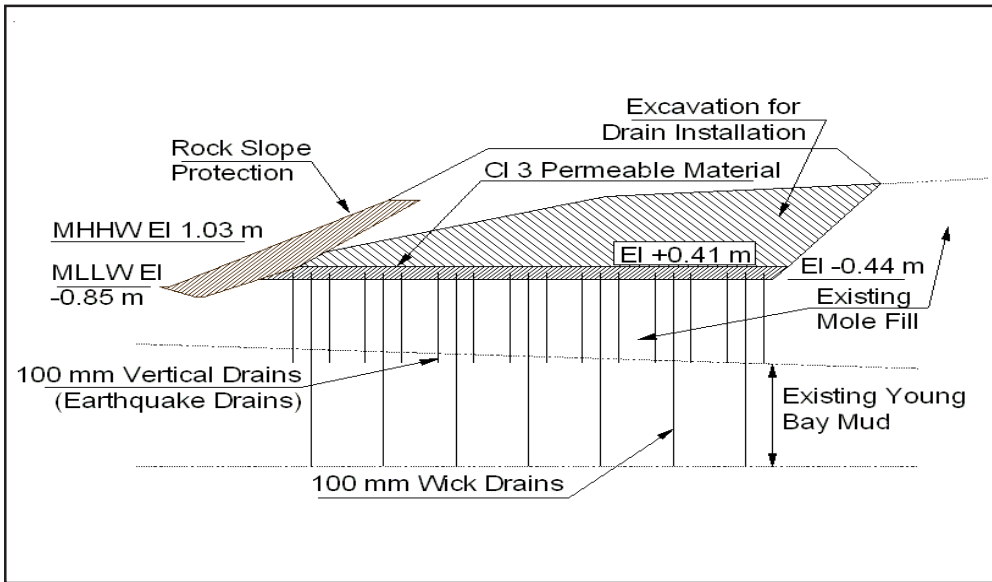 Excavation for
Drain Installation
Rock Slope
Protection
Cl 3 Permeable Material
MHHW El 1.03 m
El +0.41 m
MLLW El
-0.85 m
El -0.44 m
Existing
Mole Fill
100 mm Vertical Drains
(Earthquake Drains)
Existing Young
Bay Mud
100 mm Wick Drains